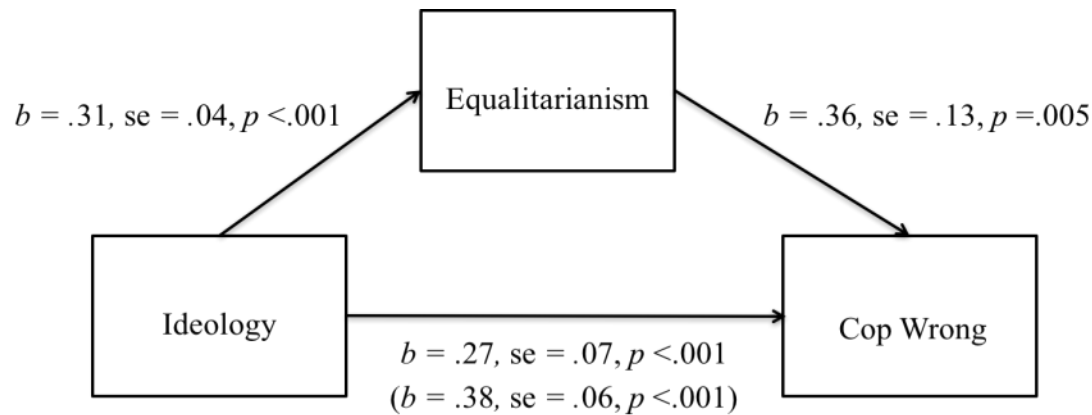 Equalitarianism
b = .31, se = .04, p <.001
b = .36, se = .13, p =.005
Ideology
Cop Wrong
b = .27, se = .07, p <.001
(b = .38, se = .06, p <.001)